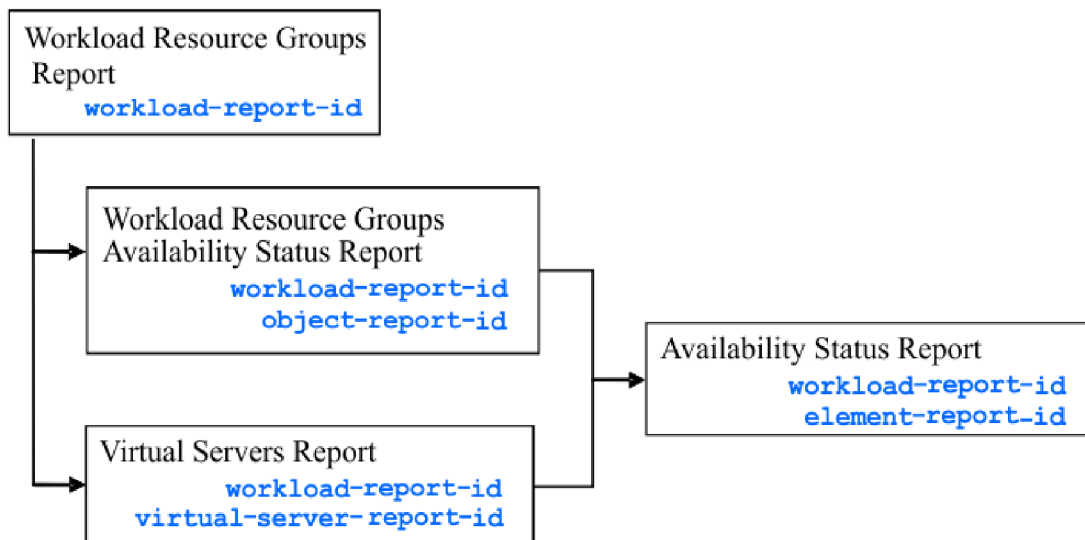 Workload Resource Groups
Report
workload-report-id
Workload Resource Groups
Availability Status Report
workload-report-id
object-report-id
Availability Status Report
workload-report-id
element-report-id
Virtual Servers Report
workload-report-id
virtual-server-report-id